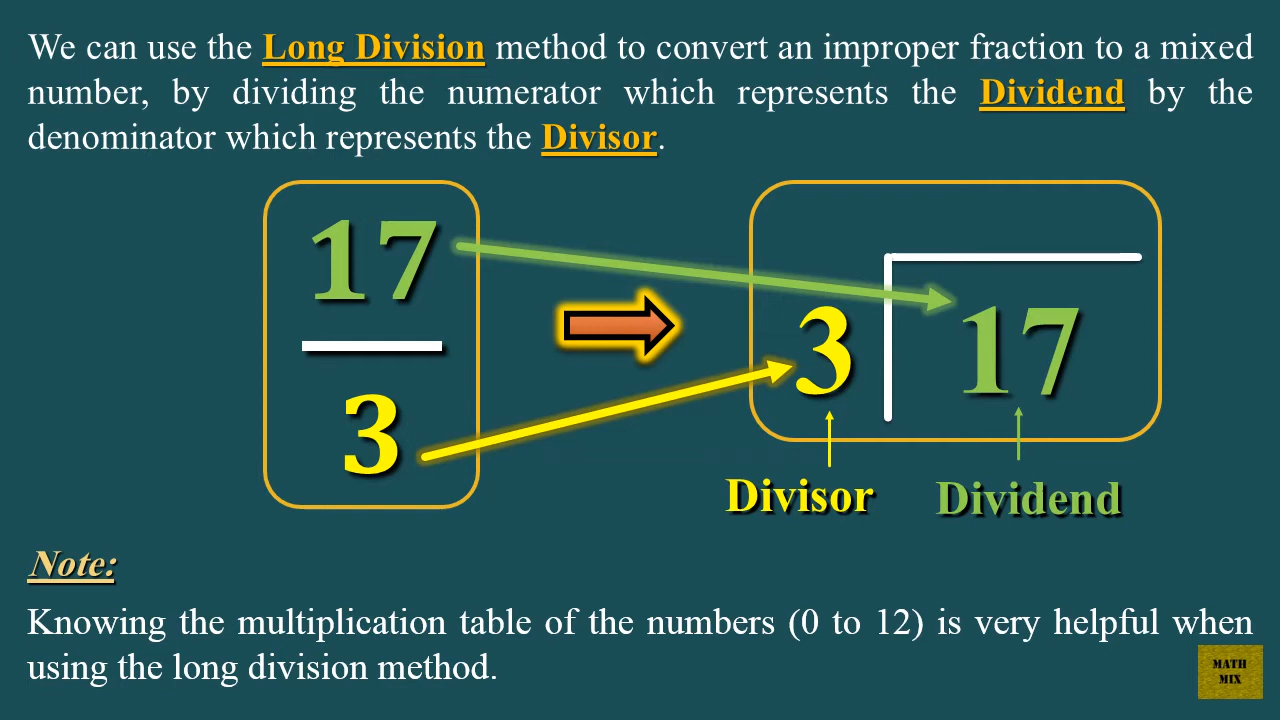 We can use the Long Division method to convert an improper fraction to a mixed
number, by dividing the numerator which represents the Dividend by the
denominator which represents the Divisor.
17
3
3 17
Divisor Dividend
Note:
Knowing the multiplication table of the numbers (0 to 12) is very helpful when
using the long division method.
MATH
MIX